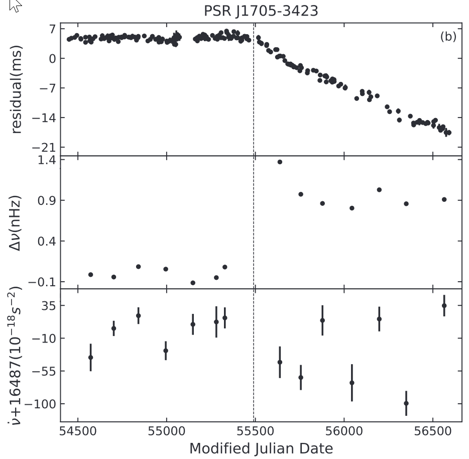 PSR J1705-3423
(b)
residual(ms)
7
0
−7
−14
−21
Δν(nHz)
1.4
0.9
0.4
−0.1
ν̇+16487(10⁻¹⁸s⁻²)
35
−10
−55
−100
54500 55000 55500 56000 56500
Modified Julian Date